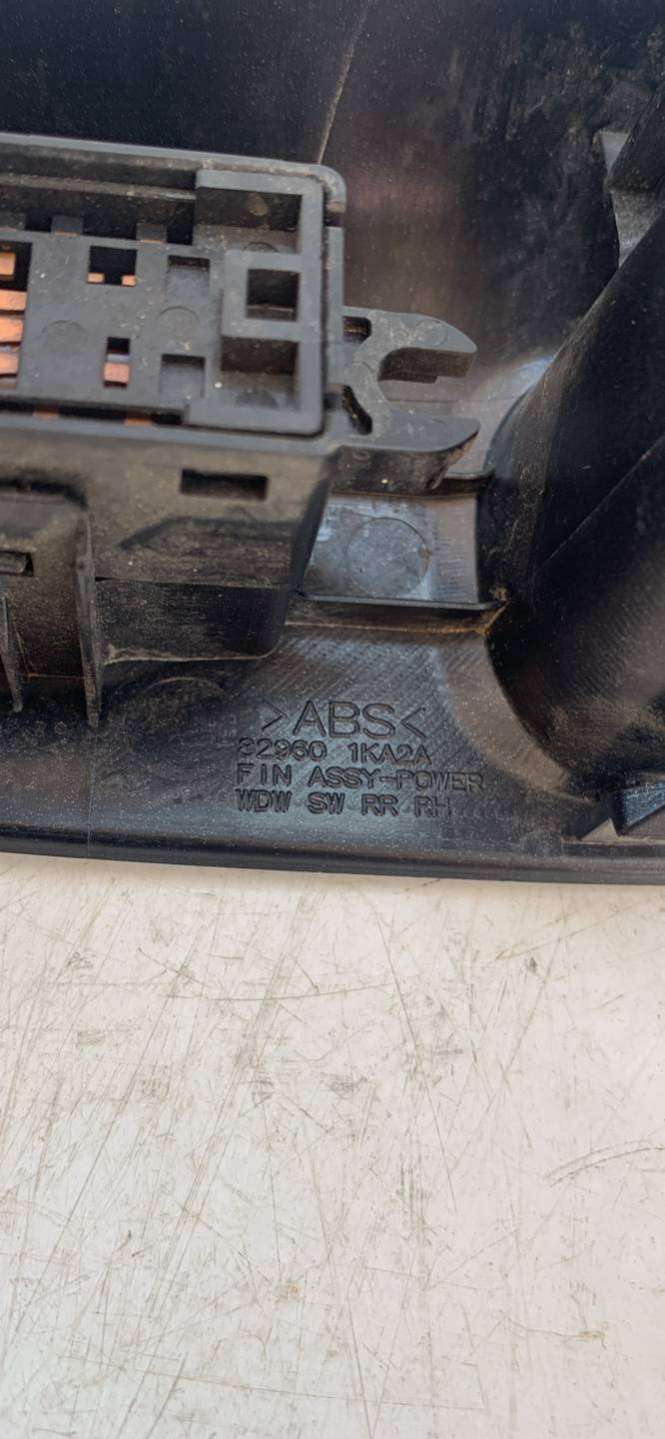 >ABS<
82960 1KA2A
FIN ASSY-POWER
WDW SW RR RH